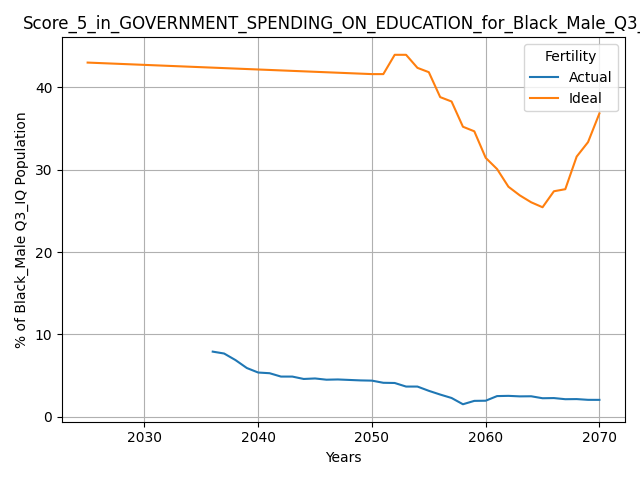 Score_5_in_GOVERNMENT_SPENDING_ON_EDUCATION_for_Black_Male_Q3_
Fertility
Actual
Ideal
% of Black_Male Q3_IQ Population
40
30
20
10
0
2030 2040 2050 2060 2070
Years